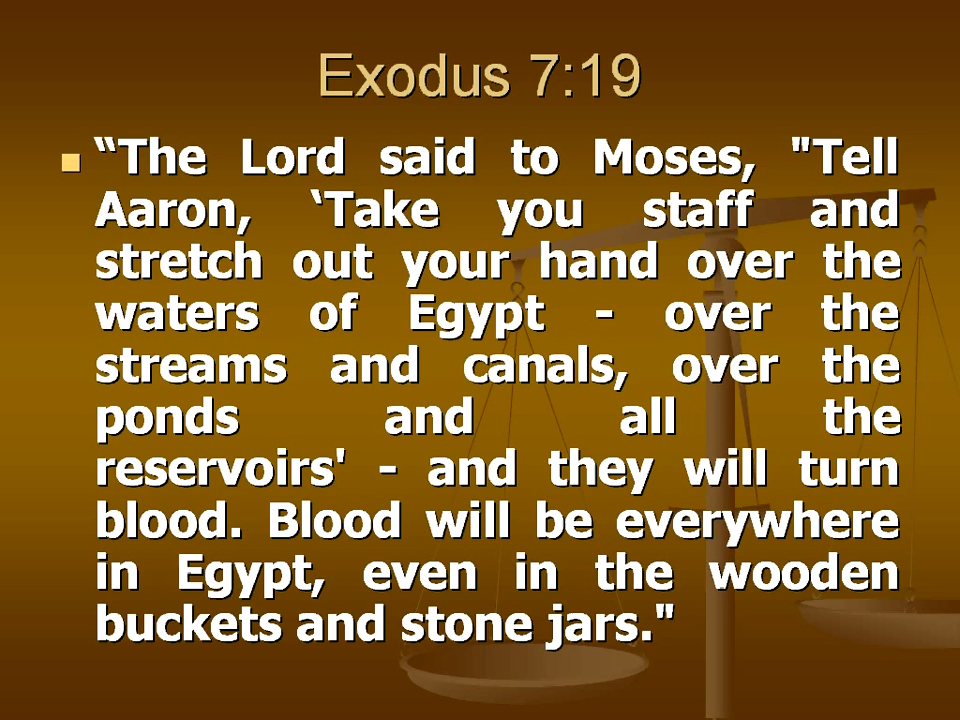 Exodus 7:19
“The Lord said to Moses, "Tell
Aaron, ‘Take you staff and
stretch out your hand over the
waters of Egypt - over the
streams and canals, over the
ponds and all the
reservoirs' - and they will turn
blood. Blood will be everywhere
in Egypt, even in the wooden
buckets and stone jars."